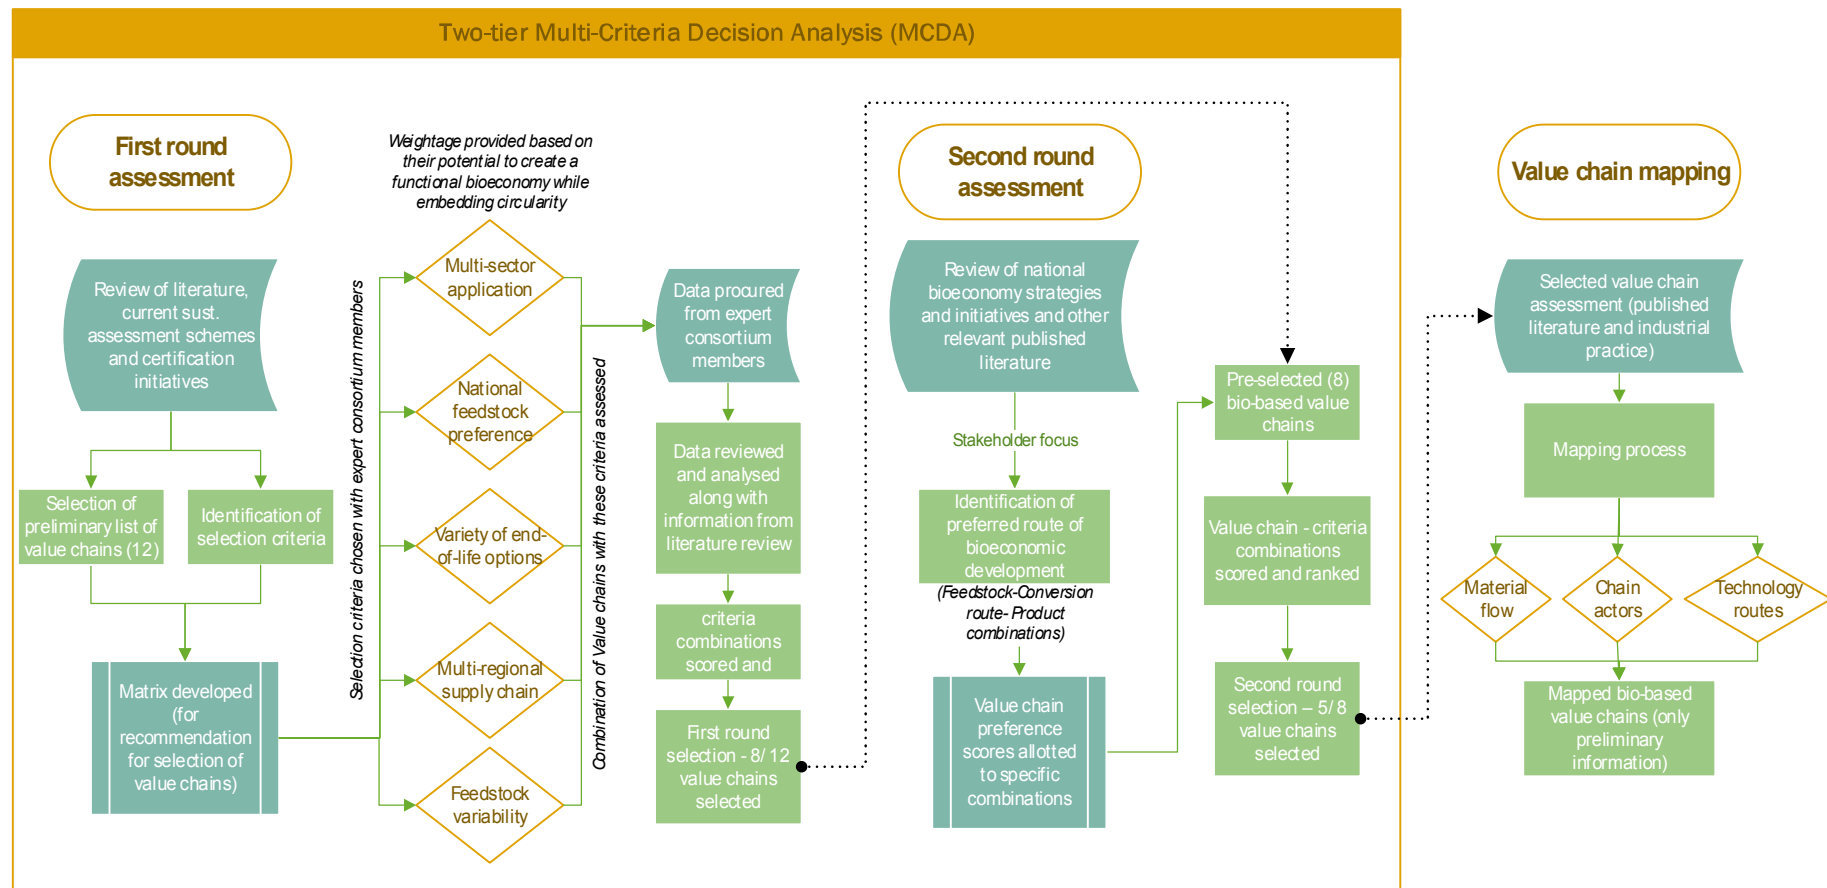 Two-tier Multi-Criteria Decision Analysis (MCDA)
First round
assessment
Review of literature,
current sust.
assessment schemes
and certification
initiatives
Selection of
preliminary list of
value chains (12)
Identification of
selection criteria
Matrix developed
(for
recommendation
for selection of
value chains)
Selection criteria chosen with expert consortium members
Weightage provided based on
their potential to create a
functional bioeconomy while
embedding circularity
Multi-sector
application
National
feedstock
preference
Variety of end-
of-life options
Multi-regional
supply chain
Feedstock
variability
Combination of Value chains with these criteria assessed
Data procured
from expert
consortium
members
Data reviewed
and analysed
along with
information from
literature review
criteria
combinations
scored and
First round
selection - 8/12
value chains
selected
Second round
assessment
Review of national
bioeconomy strategies
and initiatives and other
relevant published
literature
Stakeholder focus
Identification of
preferred route of
bioeconomic
development
(Feedstock-Conversion
route- Product
combinations)
Value chain
preference
scores allotted
to specific
combinations
Pre-selected (8)
bio-based value
chains
Value chain - criteria
combinations
scored and ranked
Second round
selection – 5/8
value chains
selected
Value chain mapping
Selected value chain
assessment (published
literature and industrial
practice)
Mapping process
Material
flow
Chain
actors
Technology
routes
Mapped bio-based
value chains (only
preliminary
information)